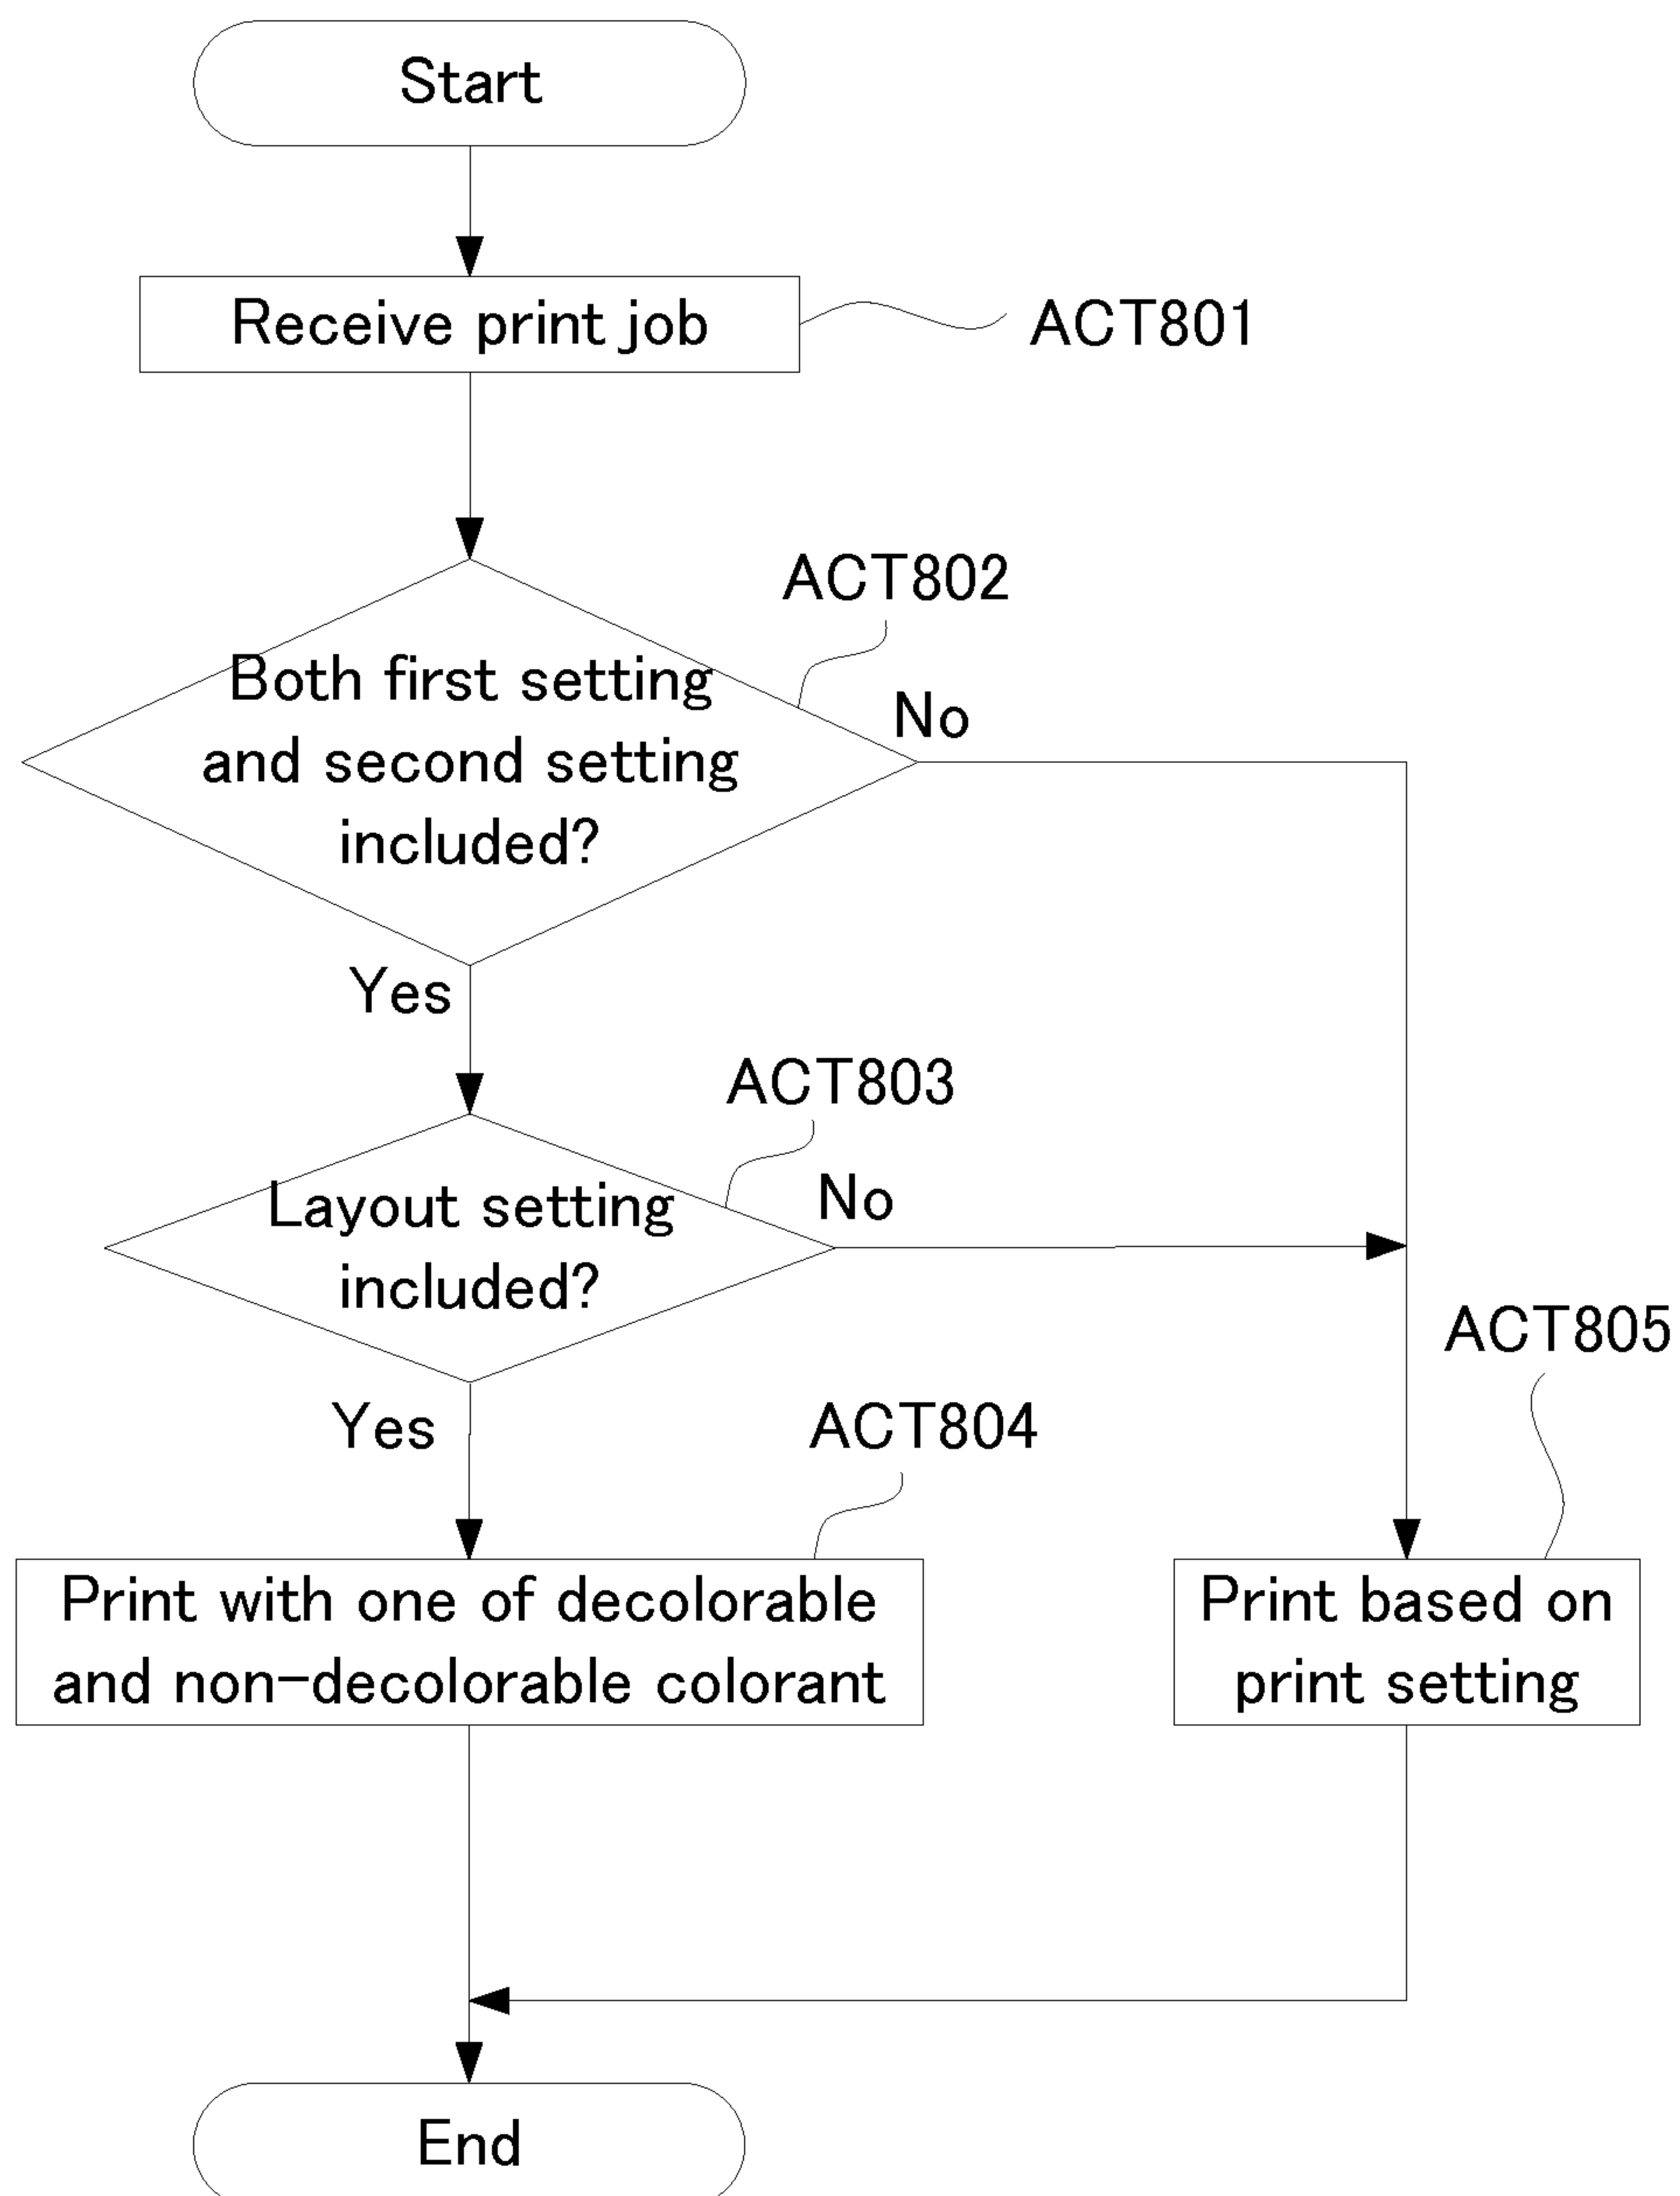 Start
Receive print job
ACT801
ACT802
Both first setting
and second setting
included?
No
Yes
ACT803
Layout setting
included?
No
Yes
ACT804
ACT805
Print with one of decolorable
and non-decolorable colorant
Print based on
print setting
End